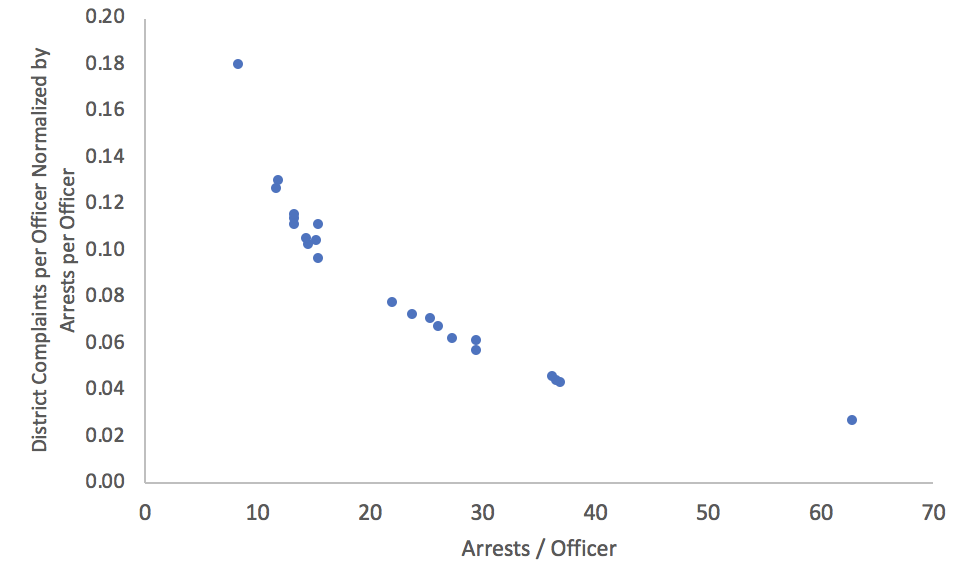 District Complaints per Officer Normalized by
Arrests per Officer
0.20
0.18
0.16
0.14
0.12
0.10
0.08
0.06
0.04
0.02
0.00
0 10 20 30 40 50 60 70
Arrests / Officer